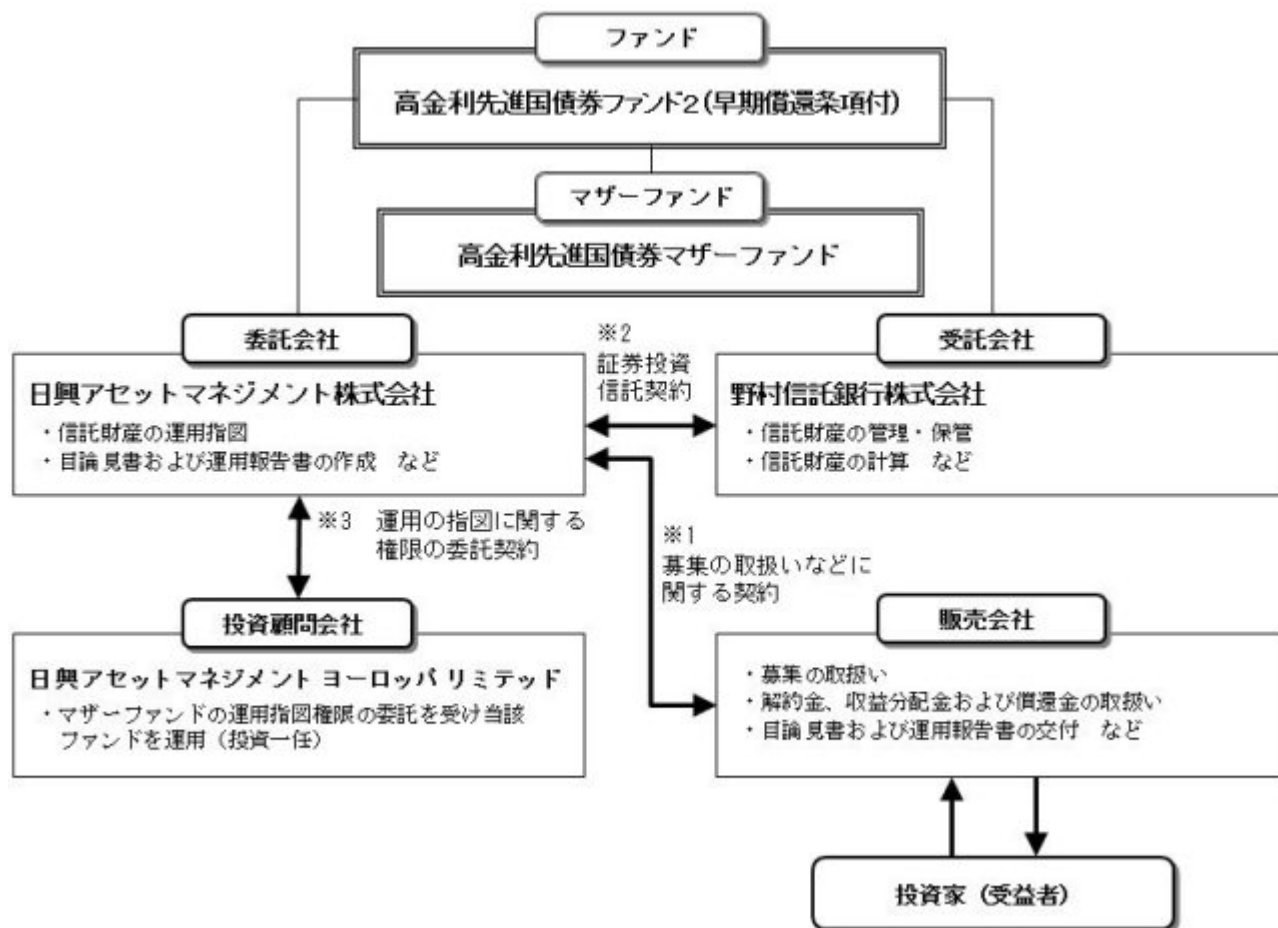 ファンド
高金利先進国債券ファンド2(早期償還条項付)
マザーファンド
高金利先進国債券マザーファンド
委託会社
日興アセットマネジメント株式会社
・信託財産の運用指図
・目論見書および運用報告書の作成　など
※2
証券投資
信託契約
受託会社
野村信託銀行株式会社
・信託財産の管理・保管
・信託財産の計算　など
※3　運用の指図に関する
権限の委託契約
※1
募集の取扱いなどに
関する契約
投資顧問会社
日興アセットマネジメント ヨーロッパ リミテッド
・マザーファンドの運用指図権限の委託を受け当該
ファンドを運用（投資一任）
販売会社
・募集の取扱い
・解約金、収益分配金および償還金の取扱い
・目論見書および運用報告書の交付　など
投資家（受益者）